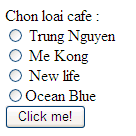 Chon loai cafe :
Trung Nguyen
Me Kong
New life
Ocean Blue
Click me!